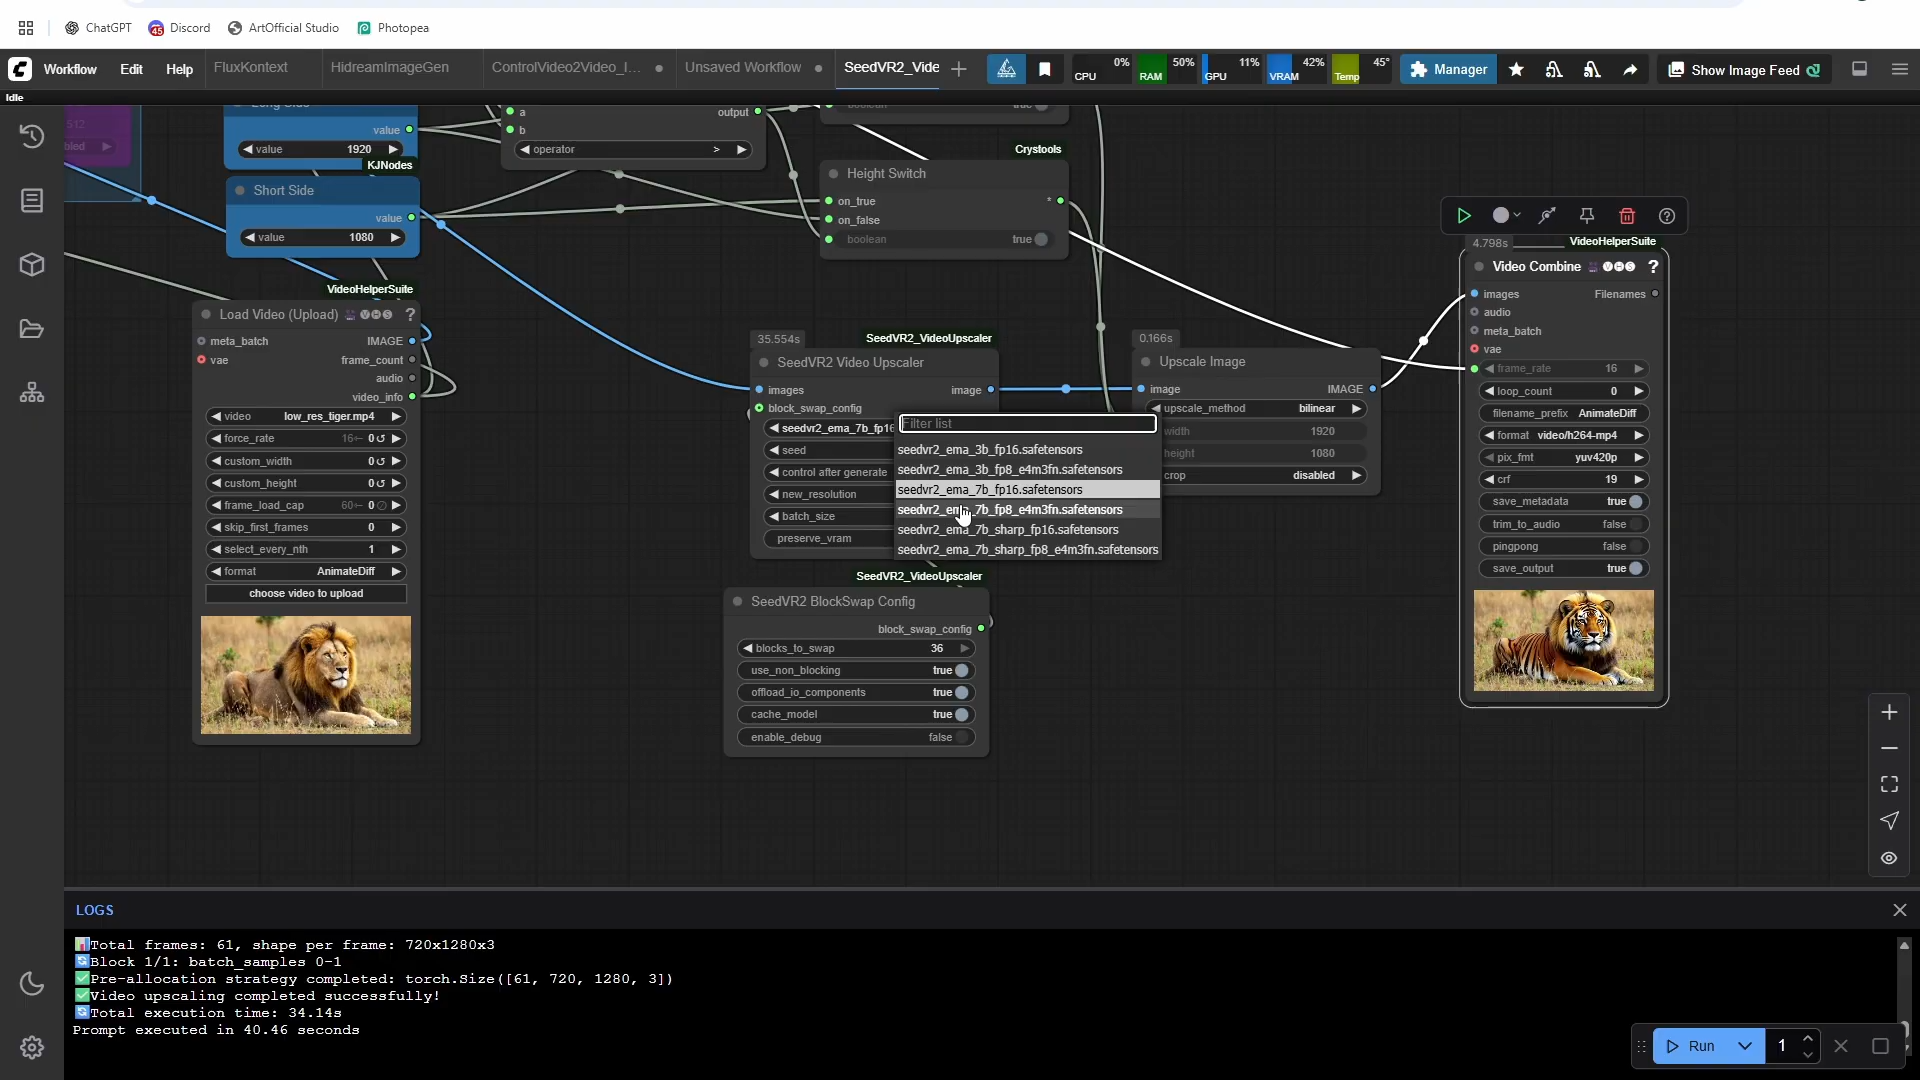 ChatGPT
45
Discord
ArtOfficial Studio
Photopea
Workflow
Edit
Help
FluxKontext
HidreamImageGen
ControlVideo2Video_I...
Unsaved Workflow
SeedVR2_Vide
CPU 0%
RAM 50%
GPU 11%
VRAM 42%
Temp 45°
Manager
Show Image Feed
Idle
512
value
value 1920
KJNodes
Short Side
value
value 1080
a
b
output
operator >
true
Crystools
Height Switch
on_true *
on_false
boolean true
VideoHelperSuite
Load Video (Upload) ?
meta_batch IMAGE
vae frame_count
audio
video_info
video low_res_tiger.mp4
force_rate 16← 0
custom_width 0
custom_height 0
frame_load_cap 60← 0
skip_first_frames 0
select_every_nth 1
format AnimateDiff
choose video to upload
35.554s
SeedVR2_VideoUpscaler
SeedVR2 Video Upscaler
images image
block_swap_config
seedvr2_ema_7b_fp16
seed
control after generate
new_resolution
batch_size
preserve_vram
Filter list
seedvr2_ema_3b_fp16.safetensors
seedvr2_ema_3b_fp8_e4m3fn.safetensors
seedvr2_ema_7b_fp16.safetensors
seedvr2_ema_7b_fp8_e4m3fn.safetensors
seedvr2_ema_7b_sharp_fp16.safetensors
seedvr2_ema_7b_sharp_fp8_e4m3fn.safetensors
0.166s
Upscale Image
image IMAGE
upscale_method bilinear
width 1920
height 1080
crop disabled
SeedVR2_VideoUpscaler
SeedVR2 BlockSwap Config
block_swap_config
blocks_to_swap 36
use_non_blocking true
offload_io_components true
cache_model true
enable_debug false
4.798s
VideoHelperSuite
Video Combine ?
images Filenames
audio
meta_batch
vae
frame_rate 16
loop_count 0
filename_prefix AnimateDiff
format video/h264-mp4
pix_fmt yuv420p
crf 19
save_metadata true
trim_to_audio false
pingpong false
save_output true
LOGS
Total frames: 61, shape per frame: 720x1280x3
Block 1/1: batch_samples 0-1
Pre-allocation strategy completed: torch.Size([61, 720, 1280, 3])
Video upscaling completed successfully!
Total execution time: 34.14s
Prompt executed in 40.46 seconds
Run
1